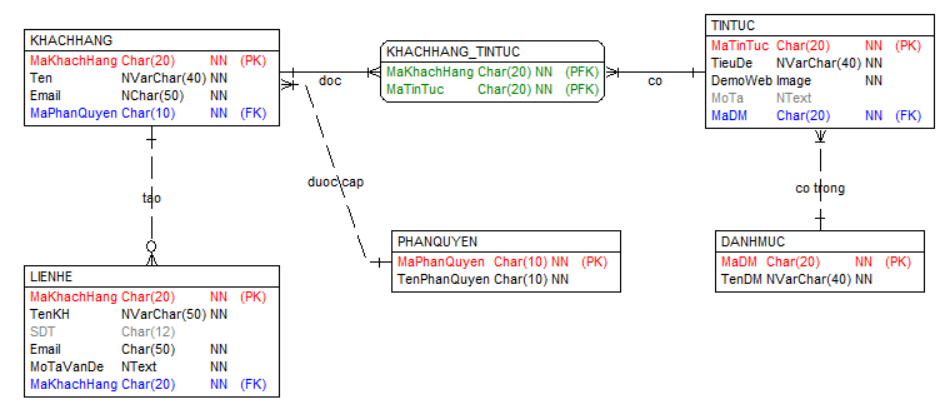 KHACHHANG
MaKhachHang Char(20) NN (PK)
Ten NVarChar(40) NN
Email NChar(50) NN
MaPhanQuyen Char(10) NN (FK)
doc
KHACHHANG_TINTUC
MaKhachHang Char(20) NN (PFK)
MaTinTuc Char(20) NN (PFK)
co
TINTUC
MaTinTuc Char(20) NN (PK)
TieuDe NVarChar(40) NN
DemoWeb Image NN
MoTa NText
MaDM Char(20) NN (FK)
tao
duoc cap
co trong
LIENHE
MaKhachHang Char(20) NN (PK)
TenKH NVarChar(50) NN
SDT Char(12)
Email Char(50) NN
MoTaVanDe NText NN
MaKhachHang Char(20) NN (FK)
PHANQUYEN
MaPhanQuyen Char(10) NN (PK)
TenPhanQuyen Char(10) NN
DANHMUC
MaDM Char(20) NN (PK)
TenDM NVarChar(40) NN